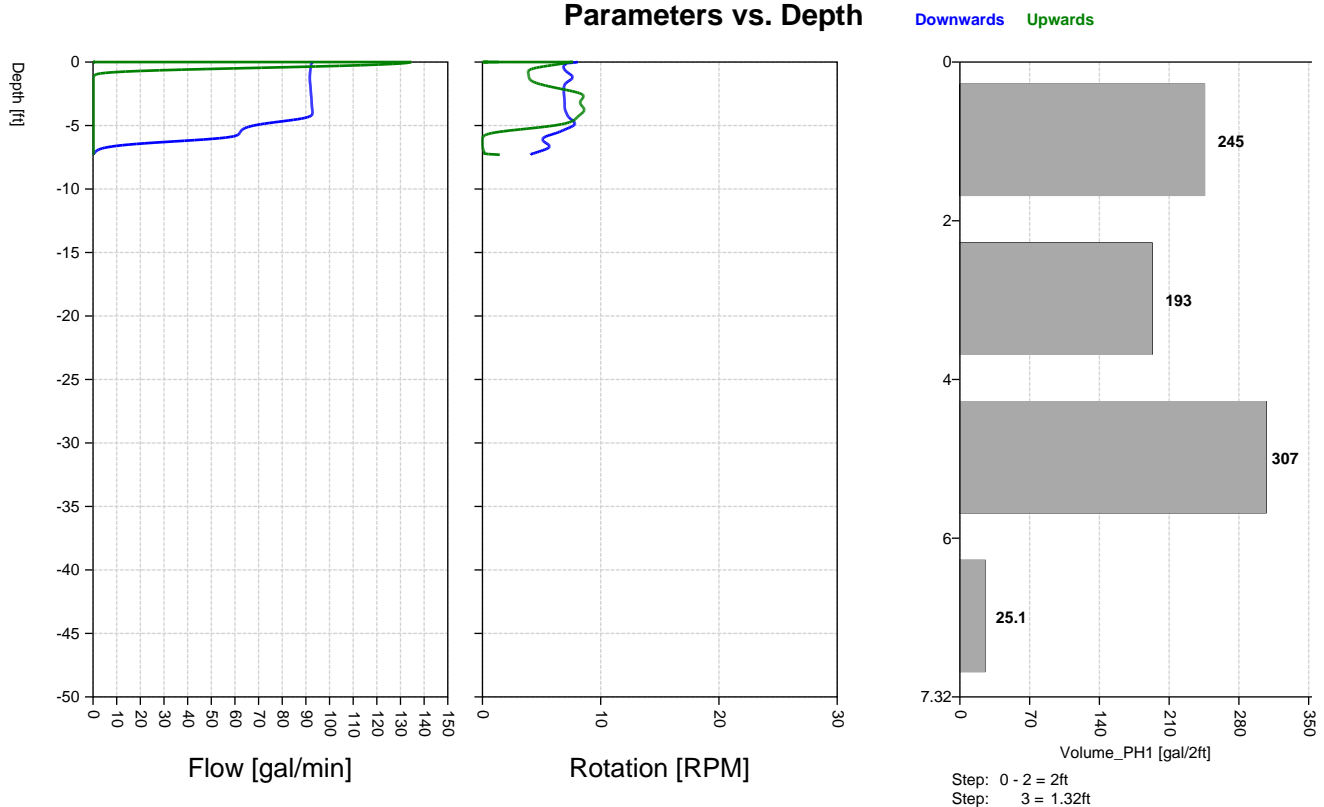 Parameters vs. Depth
Downwards Upwards
Depth [ft]
0
-5
-10
-15
-20
-25
-30
-35
-40
-45
-50
0 10 20 30 40 50 60 70 80 90 100 110 120 130 140 150
Flow [gal/min]
0 10 20 30
Rotation [RPM]
0
2
4
6
7.32
245
193
307
25.1
0 70 140 210 280 350
Volume_PH1 [gal/2ft]
Step: 0 - 2 = 2ft
Step: 3 = 1.32ft